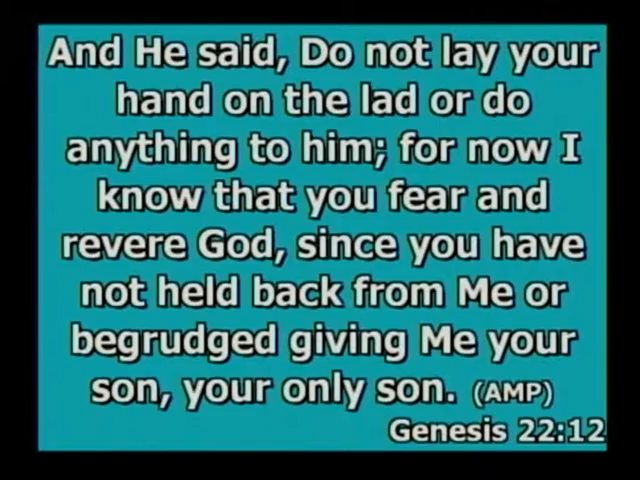 And He said, Do not lay your
hand on the lad or do
anything to him; for now I
know that you fear and
revere God, since you have
not held back from Me or
begrudged giving Me your
son, your only son. (AMP)
Genesis 22:12